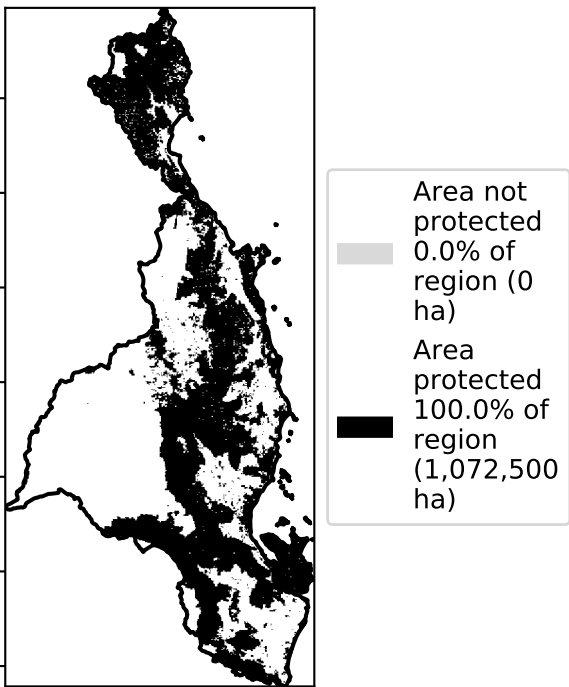 Area not
protected
0.0% of
region (0
ha)
Area
protected
100.0% of
region
(1,072,500
ha)